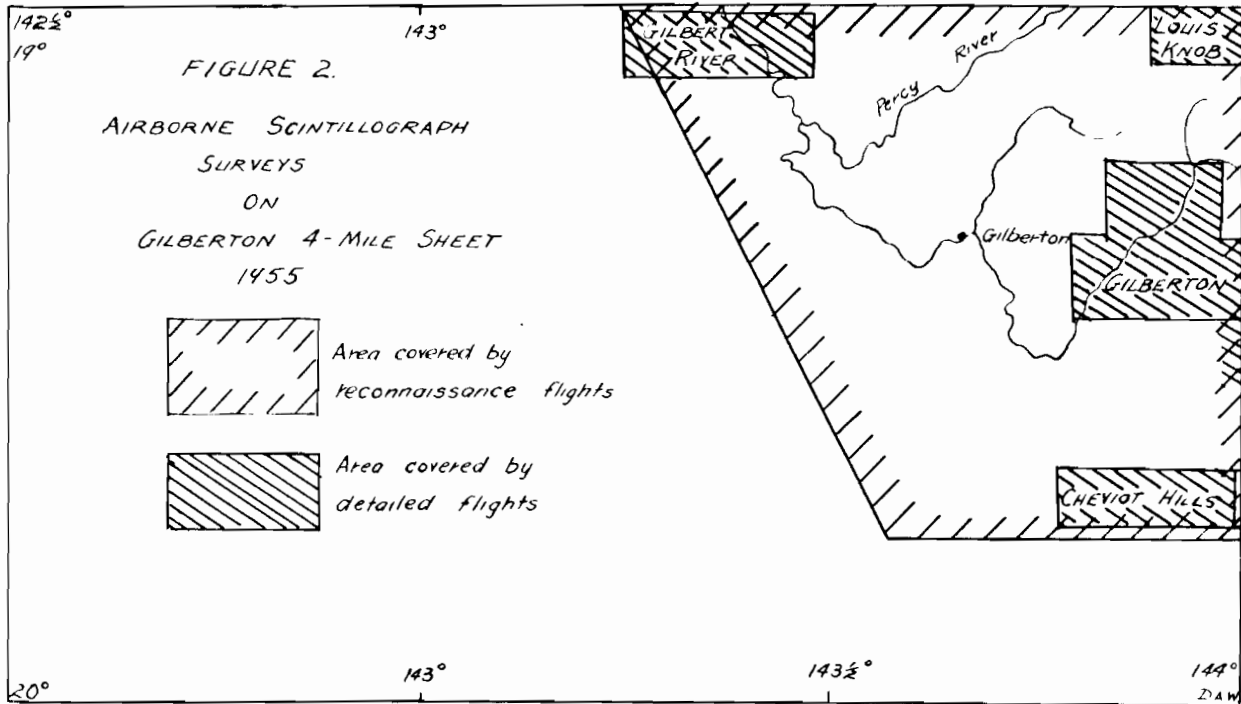 142½°
19°
143°
FIGURE 2.
AIRBORNE SCINTILLOGRAPH
SURVEYS
ON
GILBERTON 4-MILE SHEET
1955
Area covered by
reconnaissance flights
Area covered by
detailed flights
GILBERT
RIVER
Percy River
LOUIS
KNOB
Gilberton
GILBERTON
CHEVIOT HILLS
143°
143½°
144°
20°
DAW